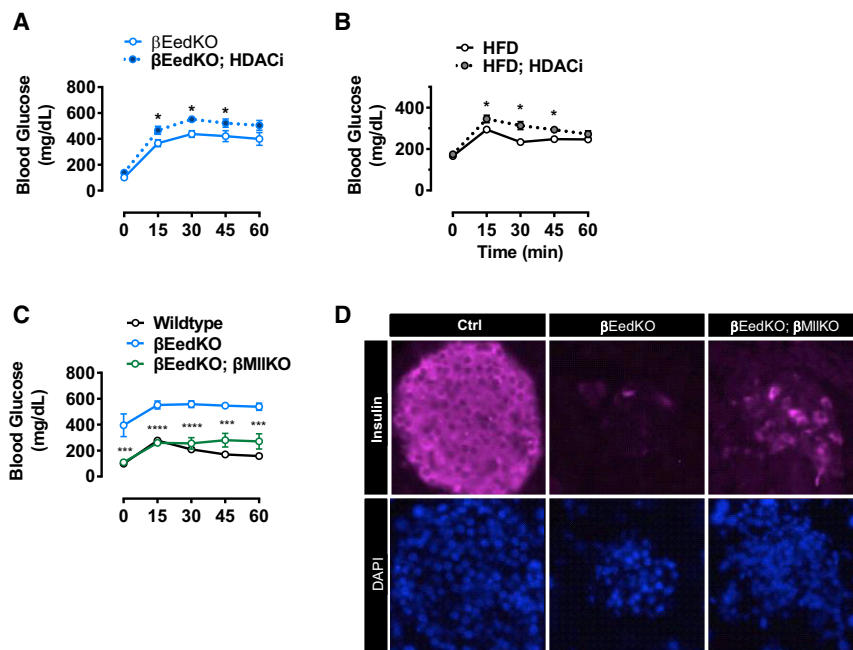 A
βEedKO
βEedKO; HDACi
Blood Glucose
(mg/dL)
800
600
400
200
0
* * *
0 15 30 45 60
B
HFD
HFD; HDACi
Blood Glucose
(mg/dL)
400
200
0
* * *
0 15 30 45 60
Time (min)
C
Wildtype
βEedKO
βEedKO; βMllKO
Blood Glucose
(mg/dL)
800
600
400
200
0
*** **** **** *** ***
0 15 30 45 60
D
Ctrl βEedKO βEedKO; βMllKO
Insulin
DAPI